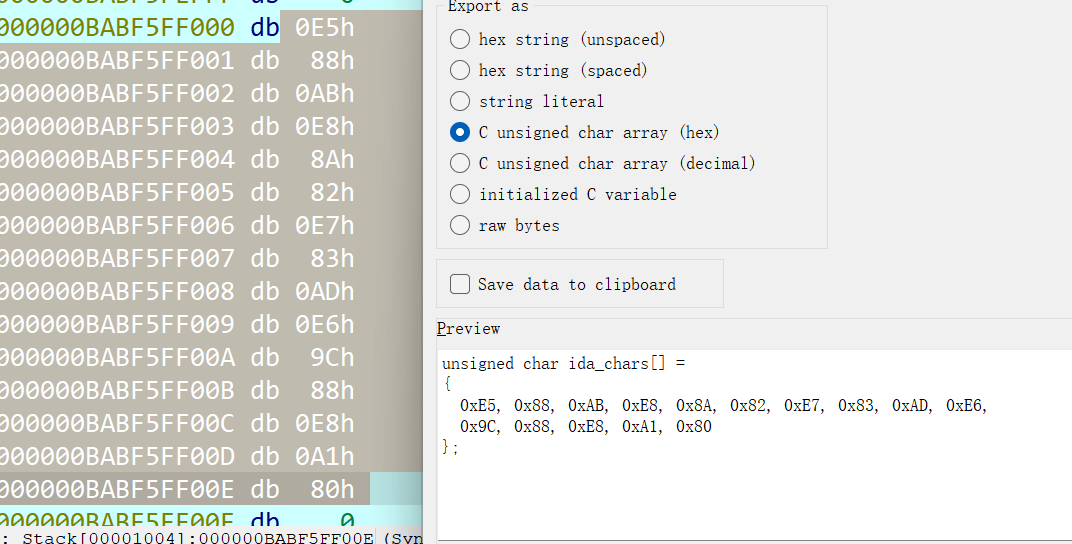 000000BABF5FF000 db 0E5h
000000BABF5FF001 db 88h
000000BABF5FF002 db 0ABh
000000BABF5FF003 db 0E8h
000000BABF5FF004 db 8Ah
000000BABF5FF005 db 82h
000000BABF5FF006 db 0E7h
000000BABF5FF007 db 83h
000000BABF5FF008 db 0ADh
000000BABF5FF009 db 0E6h
000000BABF5FF00A db 9Ch
000000BABF5FF00B db 88h
000000BABF5FF00C db 0E8h
000000BABF5FF00D db 0A1h
000000BABF5FF00E db 80h
000000BABF5FF00F db 0
: Stack[00001004]:000000BABF5FF00E (Syn
Export as
hex string (unspaced)
hex string (spaced)
string literal
C unsigned char array (hex)
C unsigned char array (decimal)
initialized C variable
raw bytes
Save data to clipboard
Preview
unsigned char ida_chars[] =
{
0xE5, 0x88, 0xAB, 0xE8, 0x8A, 0x82, 0xE7, 0x83, 0xAD, 0xE6,
0x9C, 0x88, 0xE8, 0xA1, 0x80
};